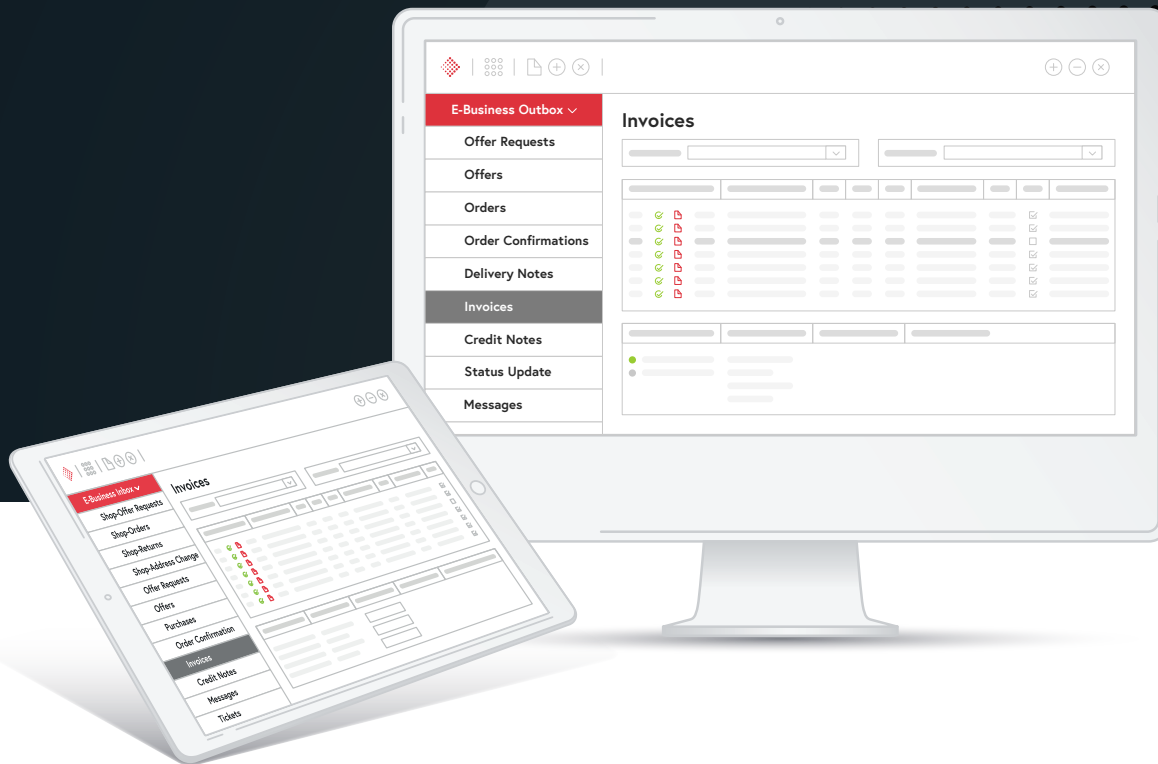 E-Business Outbox
Invoices
Offer Requests
Offers
Orders
Order Confirmations
Delivery Notes
Invoices
Credit Notes
Status Update
Messages
E-Business Inbox
Invoices
Shop-Offer Requests
Shop-Orders
Shop-Returns
Shop-Address Change
Offer Requests
Offers
Purchases
Order Confirmation
Invoices
Credit Notes
Messages
Tickets